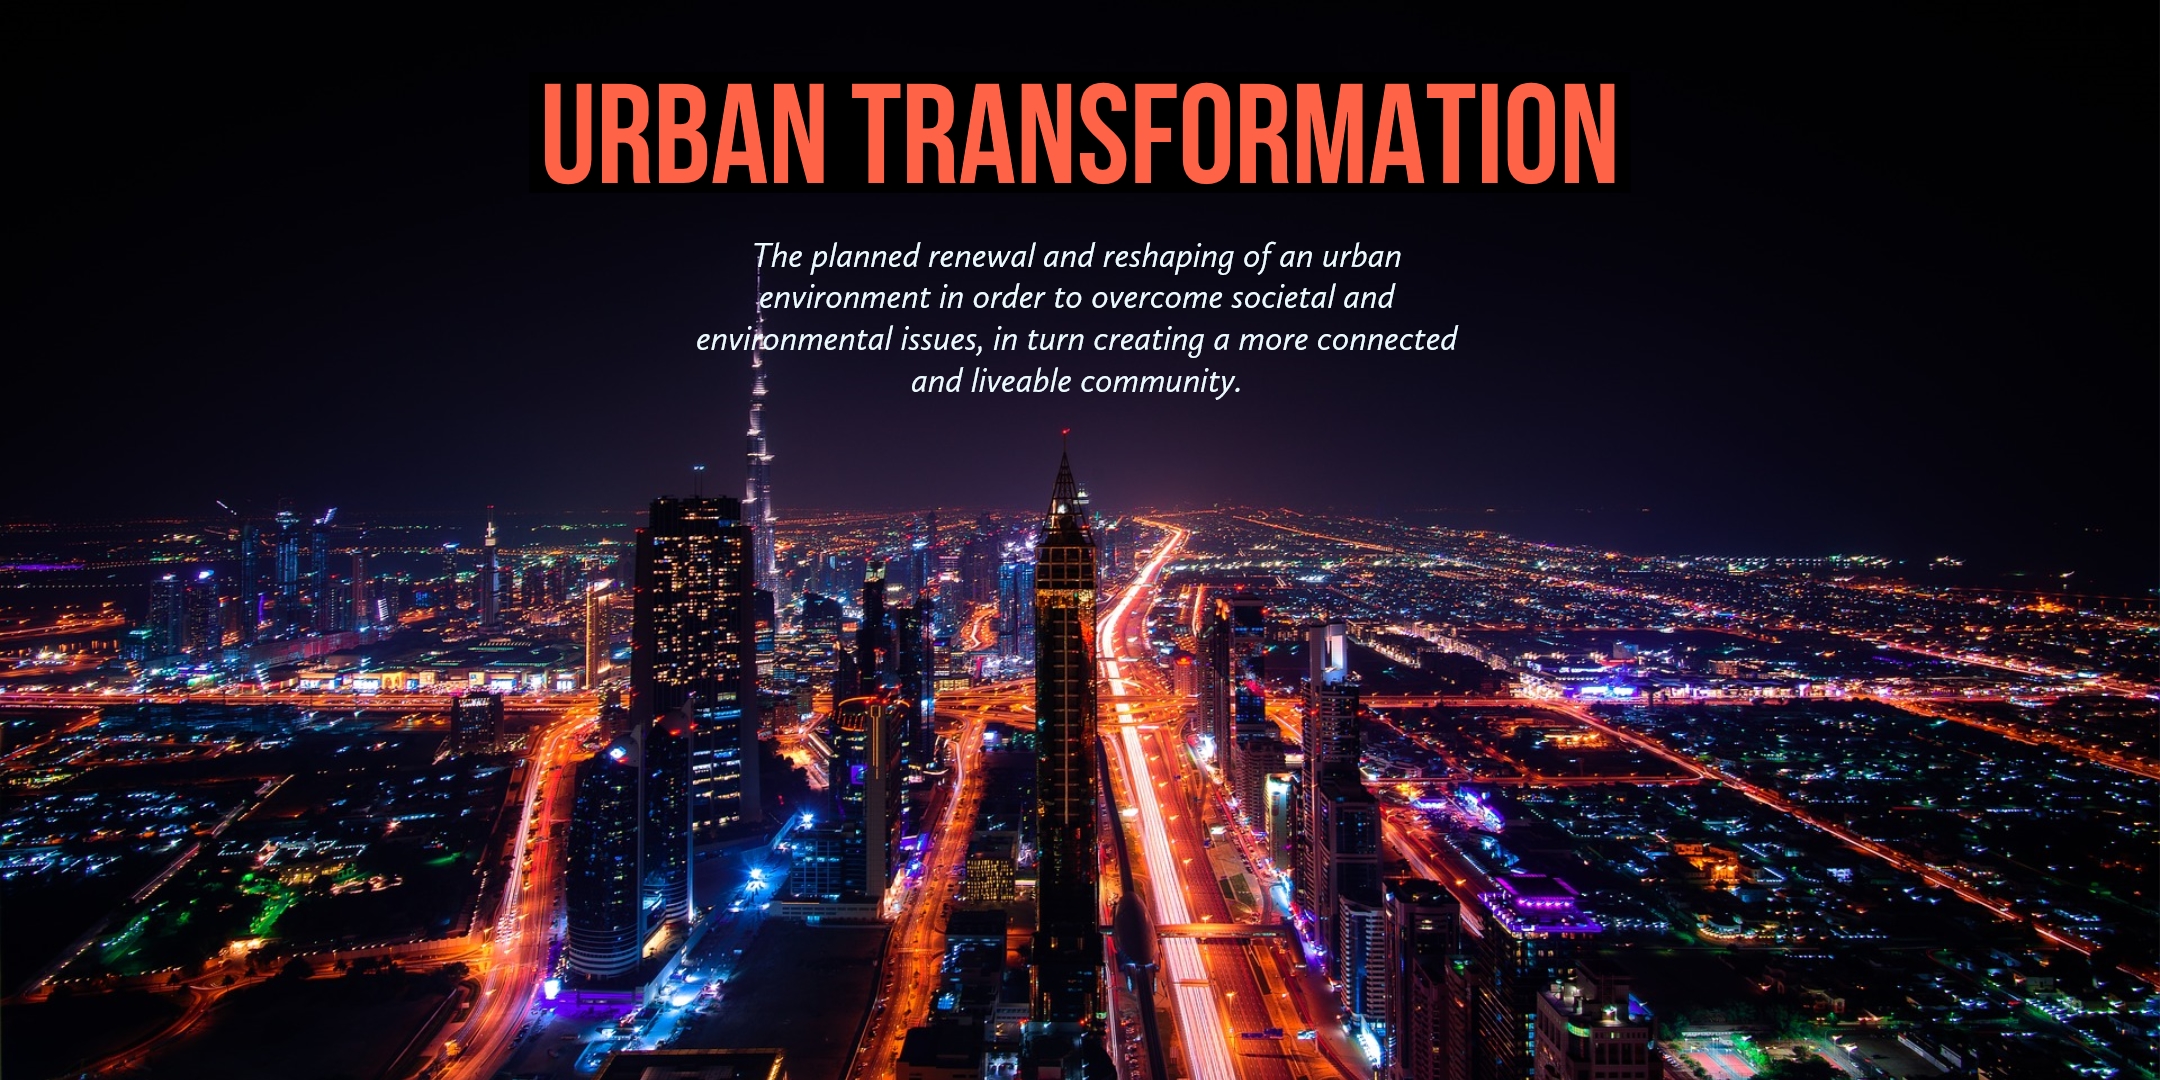 URBAN TRANSFORMATION
The planned renewal and reshaping of an urban
environment in order to overcome societal and
environmental issues, in turn creating a more connected
and liveable community.